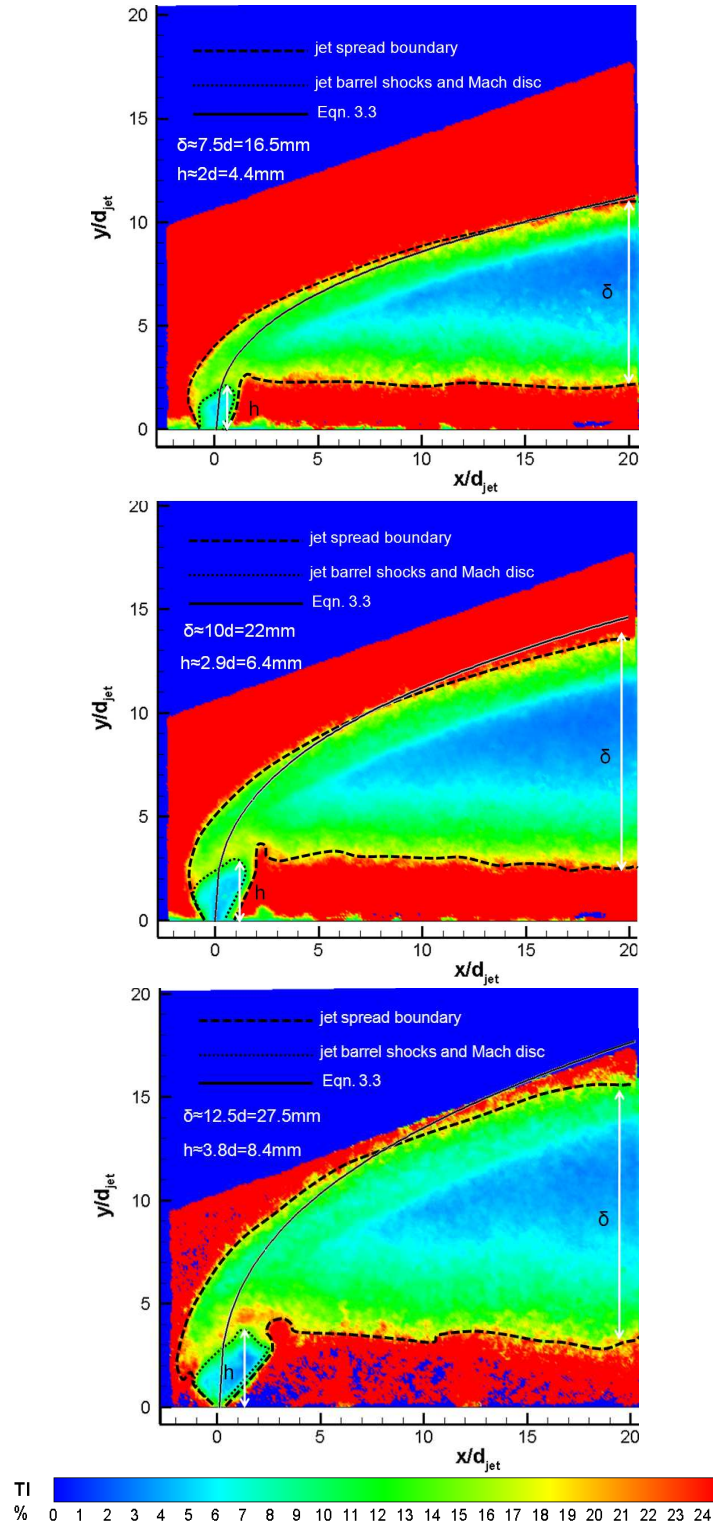 20
jet spread boundary
jet barrel shocks and Mach disc
Eqn. 3.3
15
δ≈7.5d=16.5mm
h≈2d=4.4mm
y/djet
10
δ
5
h
0
0 5 10 15 20
x/djet
20
jet spread boundary
jet barrel shocks and Mach disc
Eqn. 3.3
15
δ≈10d=22mm
h≈2.9d=6.4mm
y/djet
10
δ
5
h
0
0 5 10 15 20
x/djet
20
jet spread boundary
jet barrel shocks and Mach disc
Eqn. 3.3
15
δ≈12.5d=27.5mm
h≈3.8d=8.4mm
y/djet
10
δ
5
h
0
0 5 10 15 20
x/djet
TI
% 0 1 2 3 4 5 6 7 8 9 10 11 12 13 14 15 16 17 18 19 20 21 22 23 24